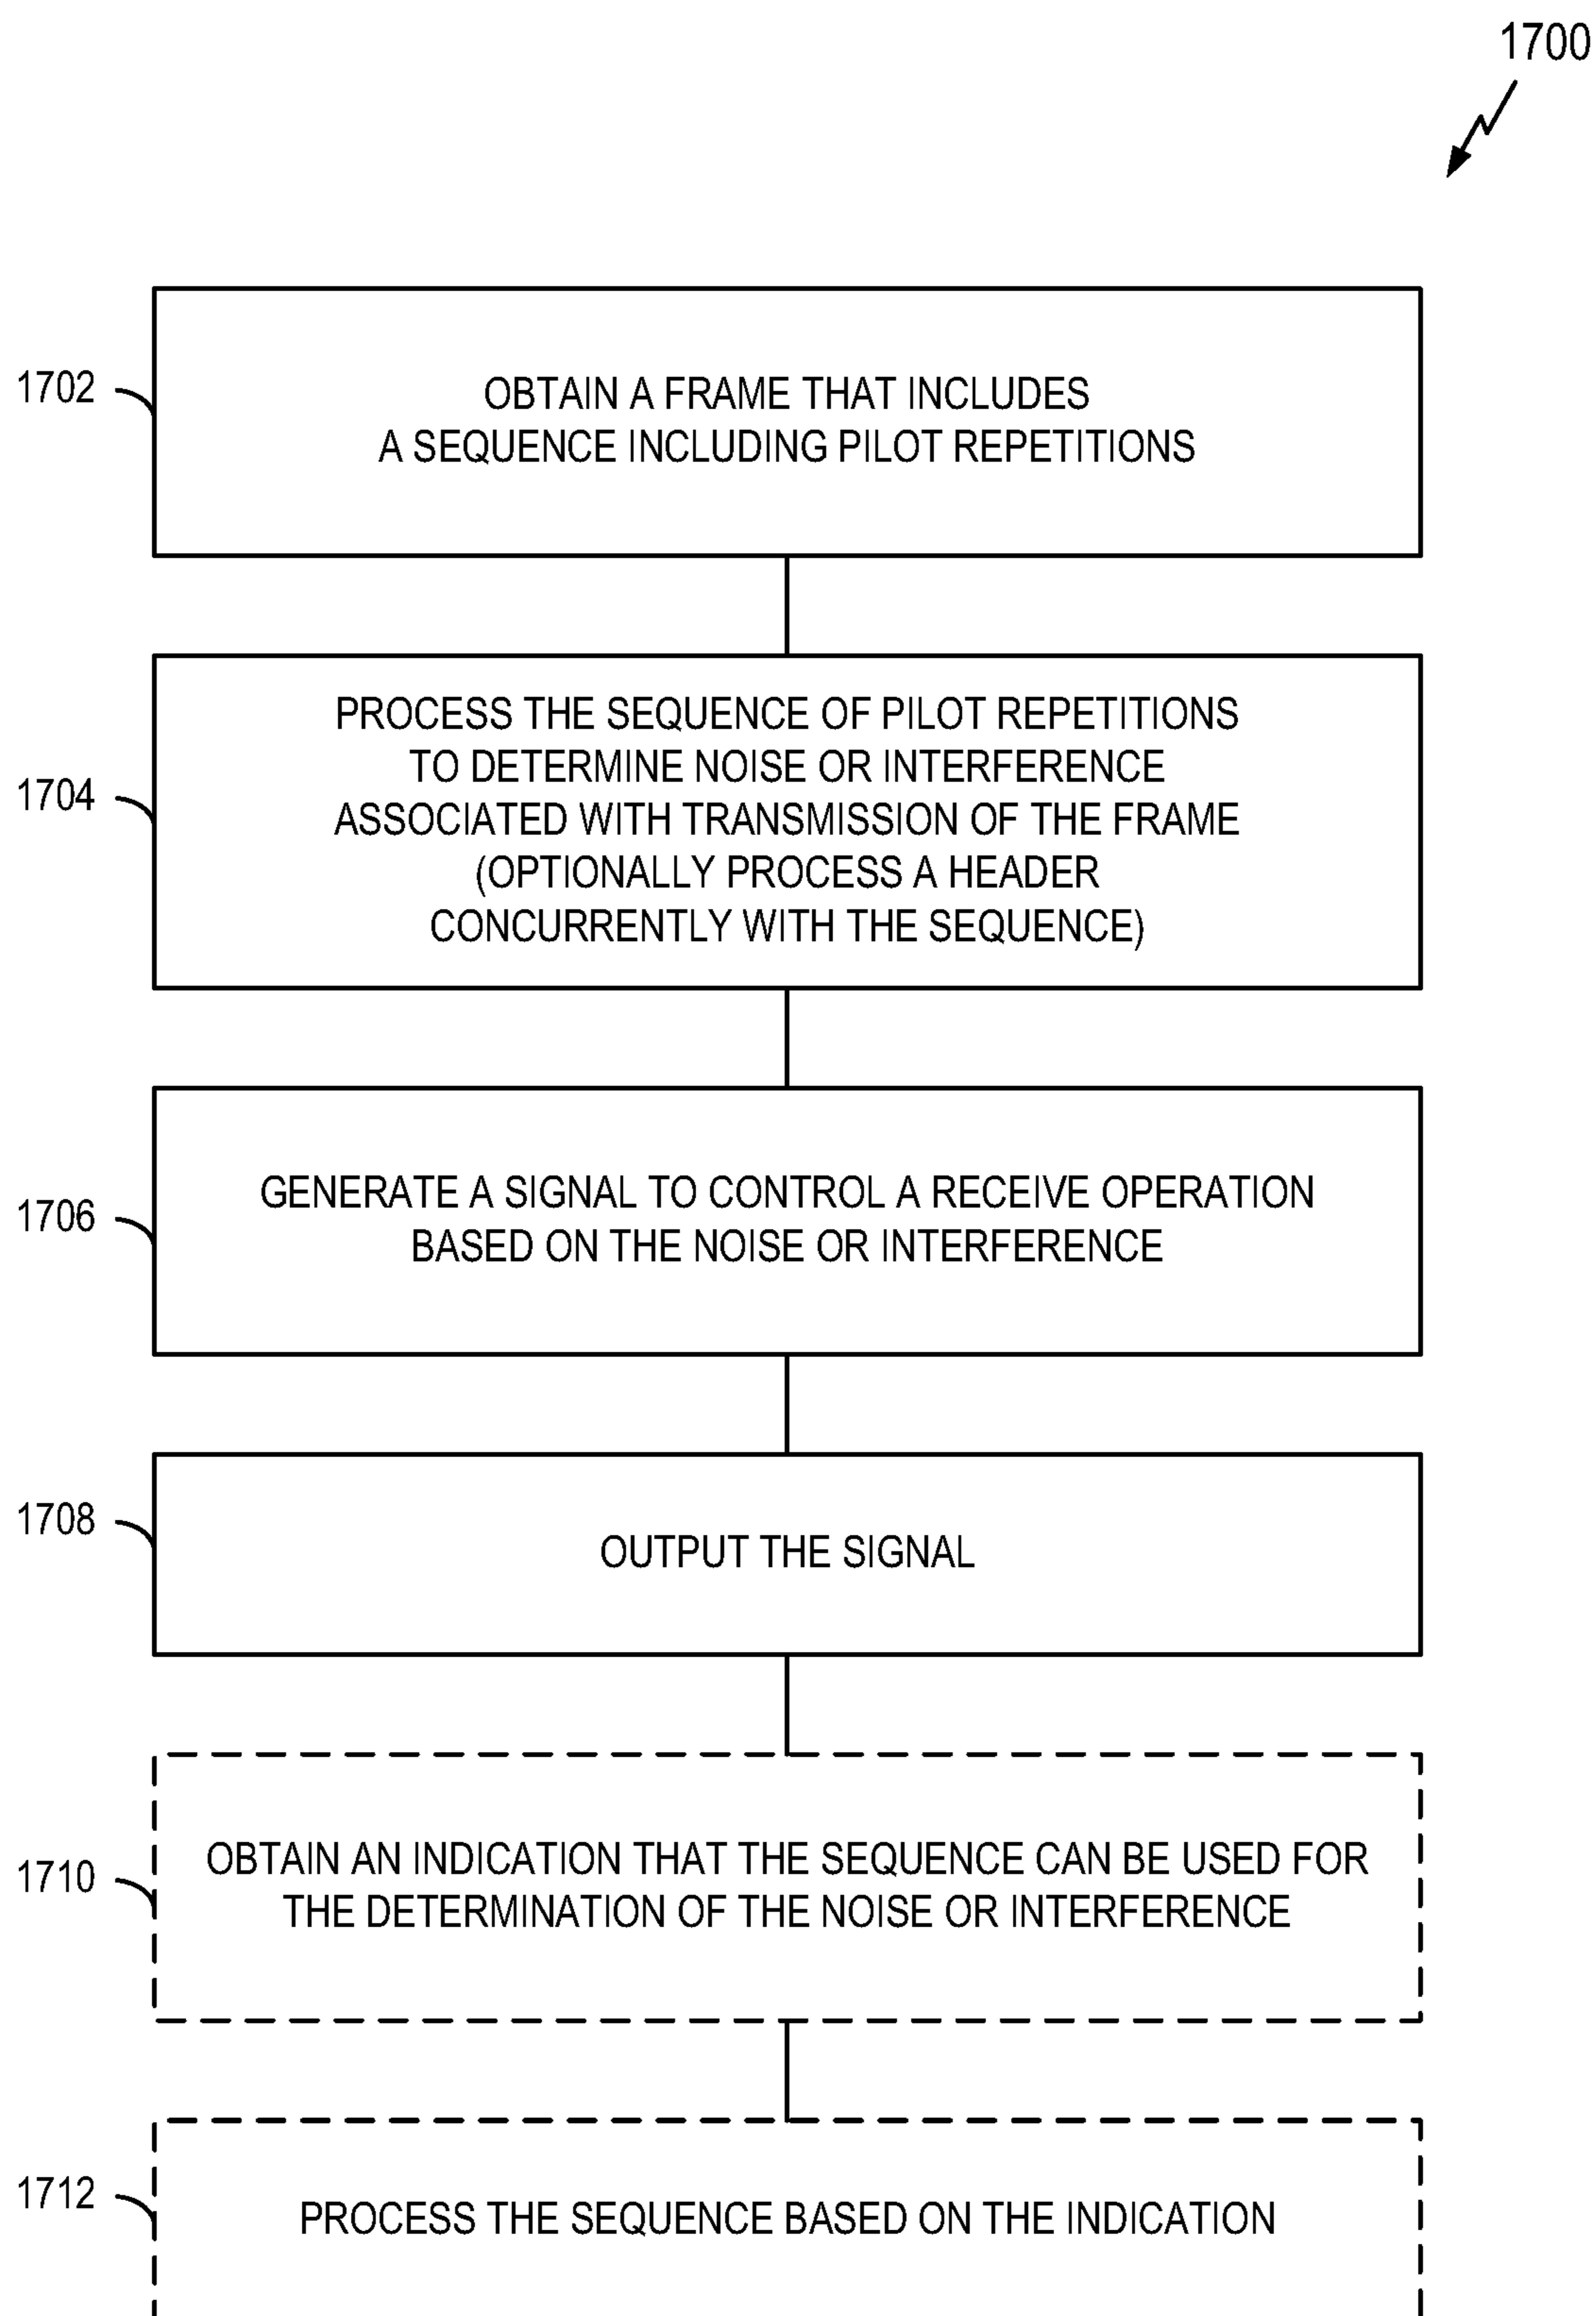 1700
1702
OBTAIN A FRAME THAT INCLUDES
A SEQUENCE INCLUDING PILOT REPETITIONS
1704
PROCESS THE SEQUENCE OF PILOT REPETITIONS
TO DETERMINE NOISE OR INTERFERENCE
ASSOCIATED WITH TRANSMISSION OF THE FRAME
(OPTIONALLY PROCESS A HEADER
CONCURRENTLY WITH THE SEQUENCE)
1706
GENERATE A SIGNAL TO CONTROL A RECEIVE OPERATION
BASED ON THE NOISE OR INTERFERENCE
1708
OUTPUT THE SIGNAL
1710
OBTAIN AN INDICATION THAT THE SEQUENCE CAN BE USED FOR
THE DETERMINATION OF THE NOISE OR INTERFERENCE
1712
PROCESS THE SEQUENCE BASED ON THE INDICATION